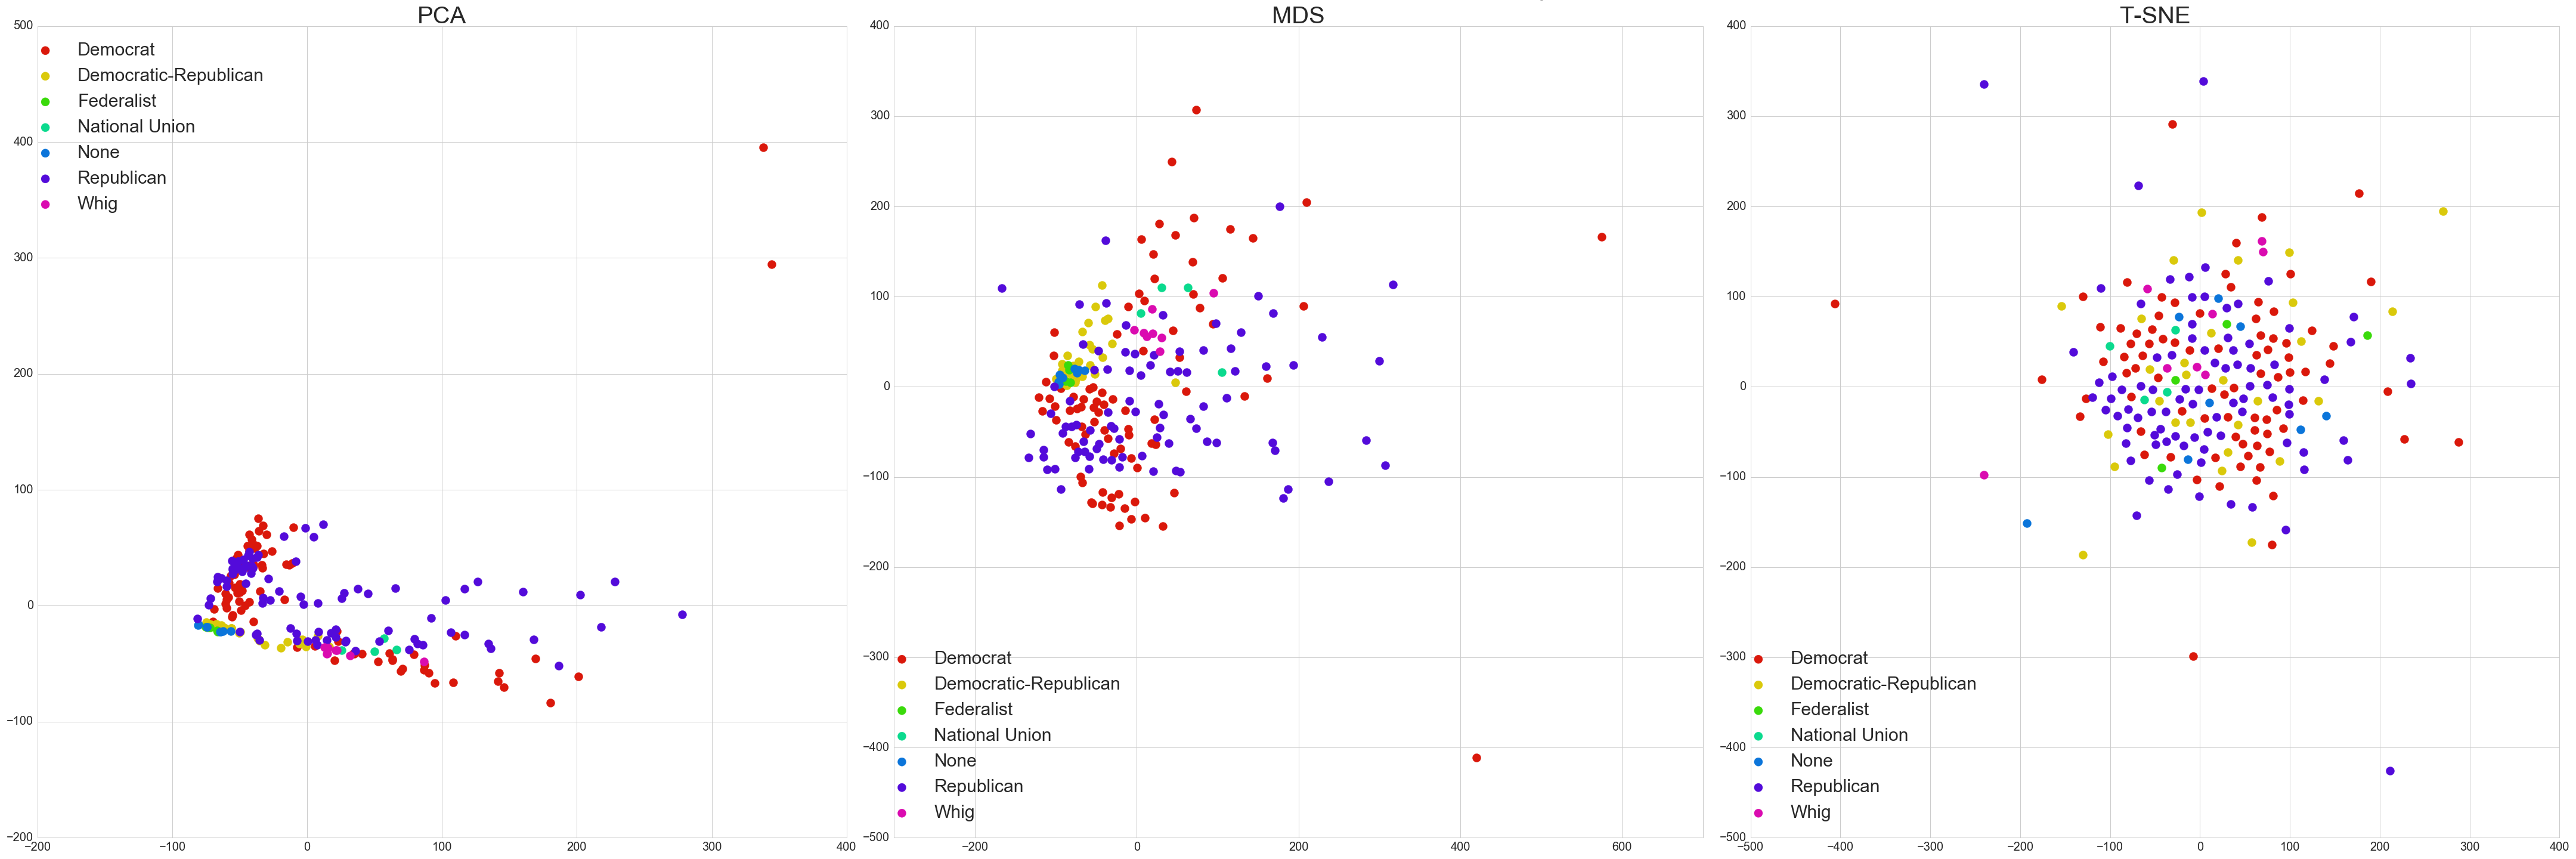 PCA
500
400
300
200
100
0
−100
−200
−200
−100
0
100
200
300
400
Democrat
Democratic-Republican
Federalist
National Union
None
Republican
Whig
MDS
400
300
200
100
0
−100
−200
−300
−400
−500
−200
0
200
400
600
Democrat
Democratic-Republican
Federalist
National Union
None
Republican
Whig
T-SNE
400
300
200
100
0
−100
−200
−300
−400
−500
−500
−400
−300
−200
−100
0
100
200
300
400
Democrat
Democratic-Republican
Federalist
National Union
None
Republican
Whig